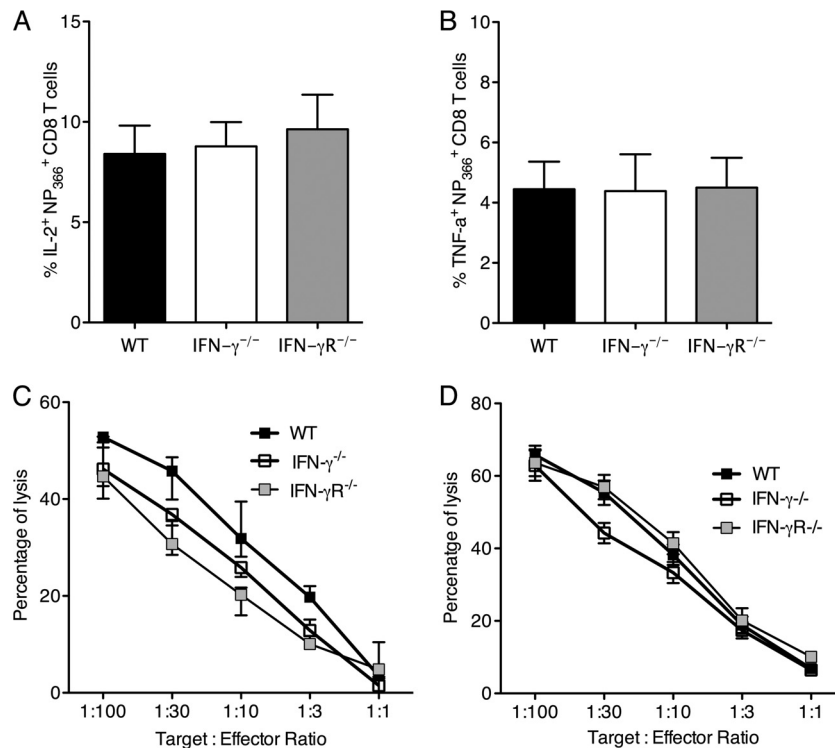 A
% IL-2+ NP366+ CD8 T cells
15
10
5
0
WT
IFN–γ−/−
IFN–γR−/−
B
% TNF-a+ NP366+ CD8 T cells
10
8
6
4
2
0
WT
IFN–γ−/−
IFN–γR−/−
C
Percentage of lysis
60
40
20
0
WT
IFN-γ-/-
IFN-γR-/-
1:100
1:30
1:10
1:3
1:1
Target : Effector Ratio
D
Percenatge of lysis
80
60
40
20
0
WT
IFN-γ-/-
IFN-γR-/-
1:100
1:30
1:10
1:3
1:1
Target : Effector Ratio